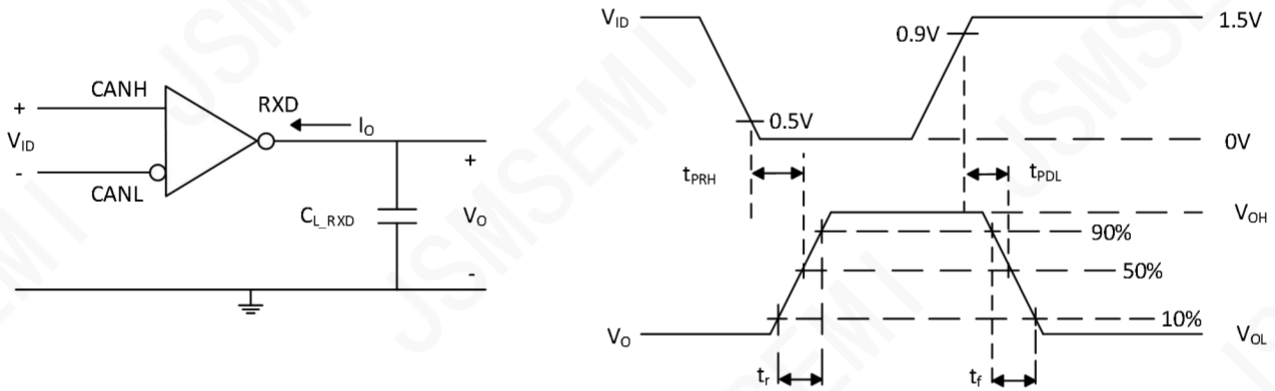 CANH
RXD
+
I_O
V_ID
-
CANL
C_L_RXD
+
V_O
-
V_ID
1.5V
0.9V
0.5V
0V
t_PRH
t_PDL
V_OH
90%
50%
10%
V_O
V_OL
t_r
t_f
JSMSEMI